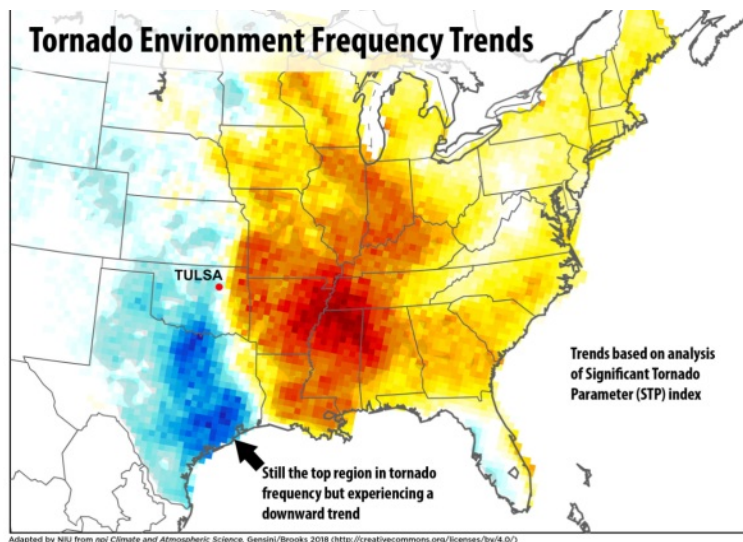 Tornado Environment Frequency Trends
TULSA
Trends based on analysis
of Significant Tornado
Parameter (STP) index
Still the top region in tornado
frequency but experiencing a
downward trend
Adapted by NIU from npj Climate and Atmospheric Science, Gensini/Brooks 2018 (http://creativecommons.org/licenses/by/4.0/)